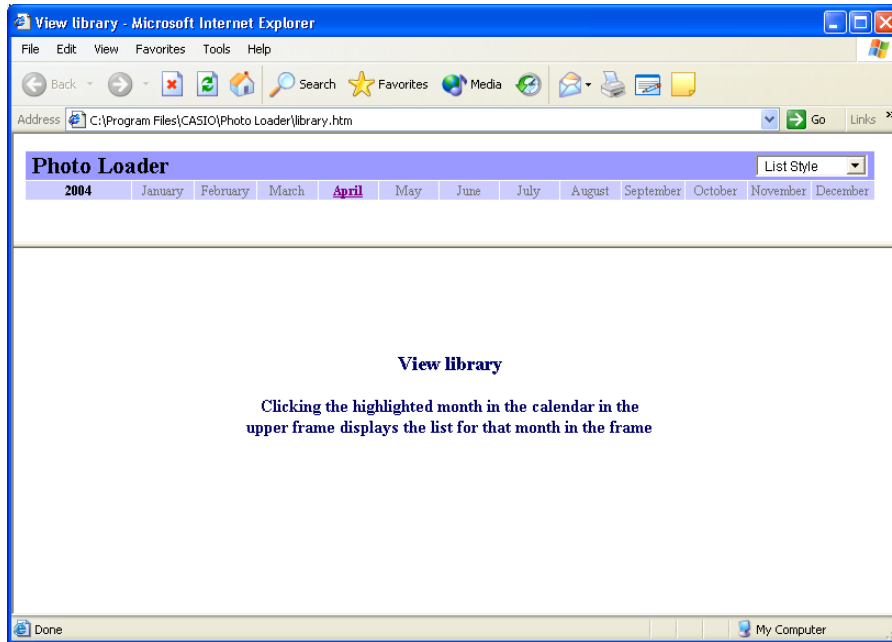 View library - Microsoft Internet Explorer
File Edit View Favorites Tools Help
Back Search Favorites Media
Address C:\Program Files\CASIO\Photo Loader\library.htm Go Links »
Photo Loader List Style
2004 January February March April May June July August September October November December
View library
Clicking the highlighted month in the calendar in the
upper frame displays the list for that month in the frame
Done My Computer